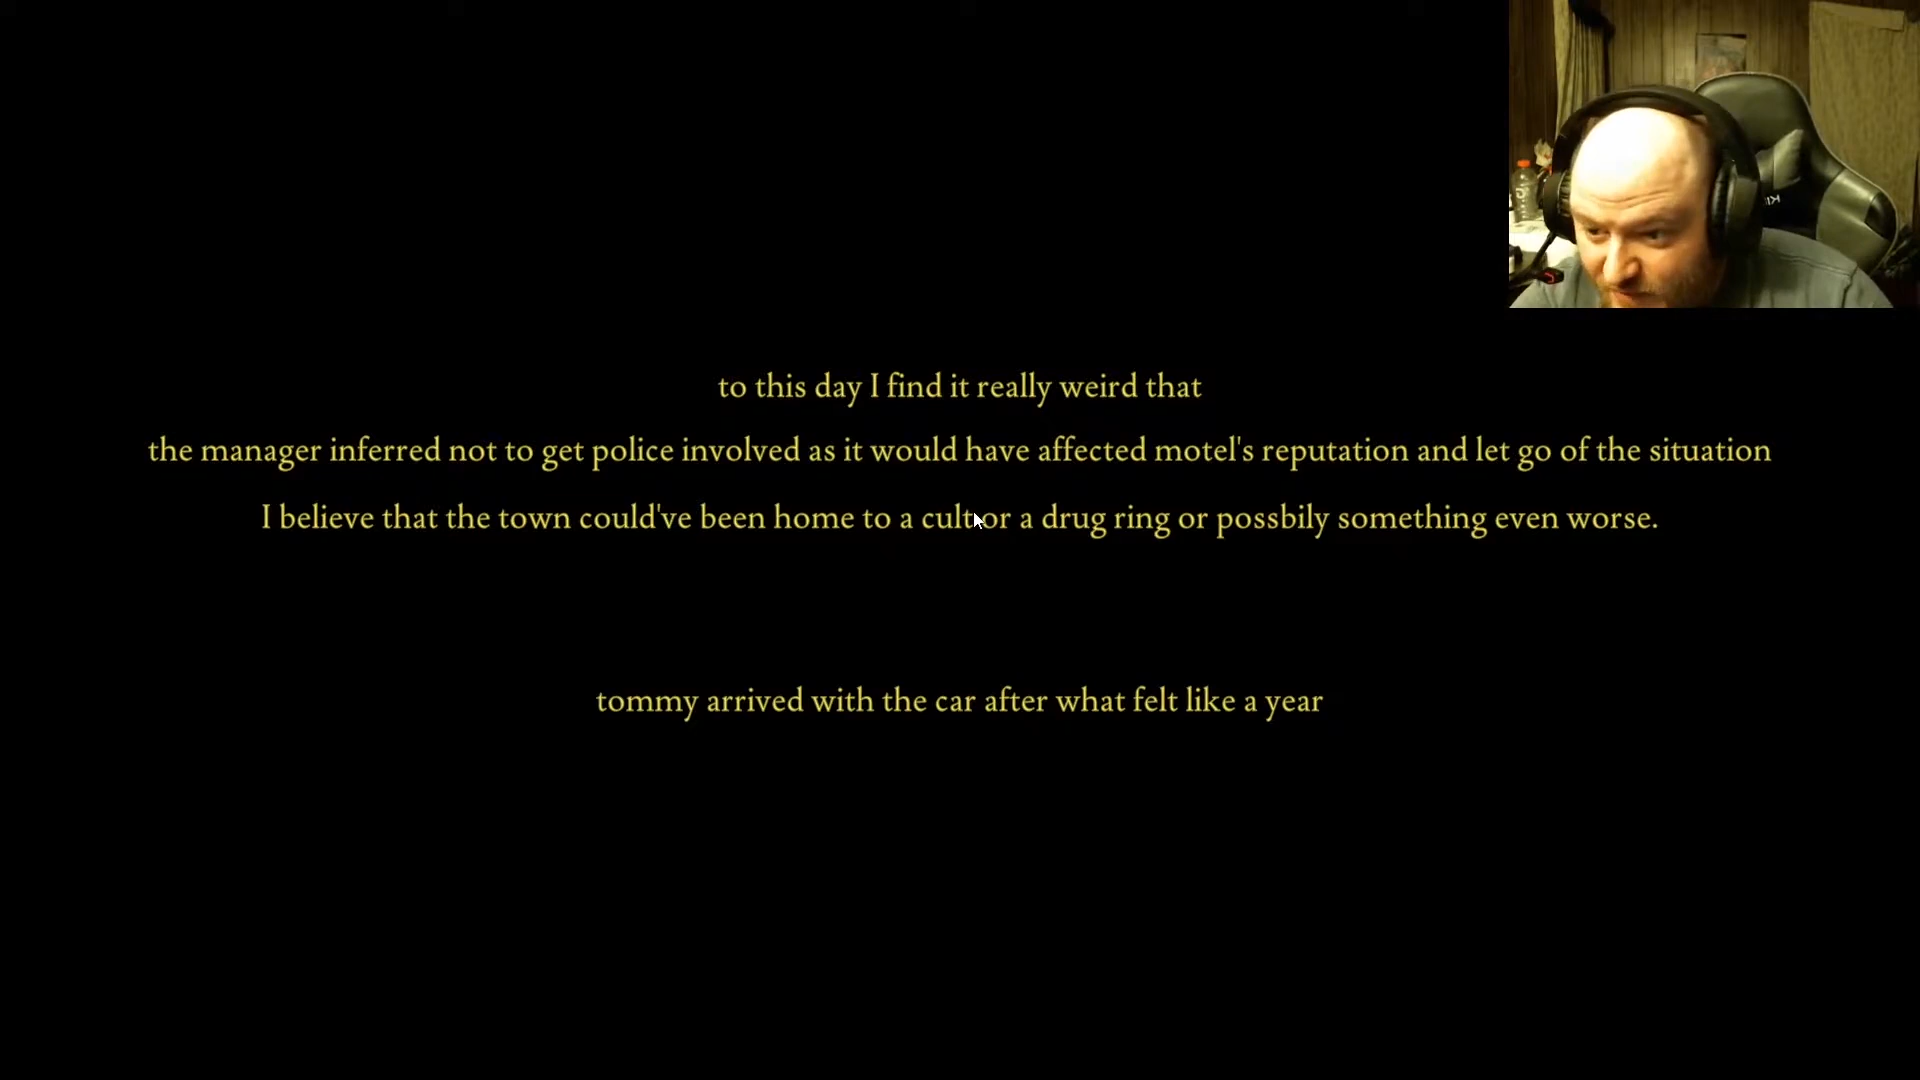 to this day I find it really weird that
the manager inferred not to get police involved as it would have affected motel's reputation and let go of the situation
I believe that the town could've been home to a cult or a drug ring or possbily something even worse.
tommy arrived with the car after what felt like a year